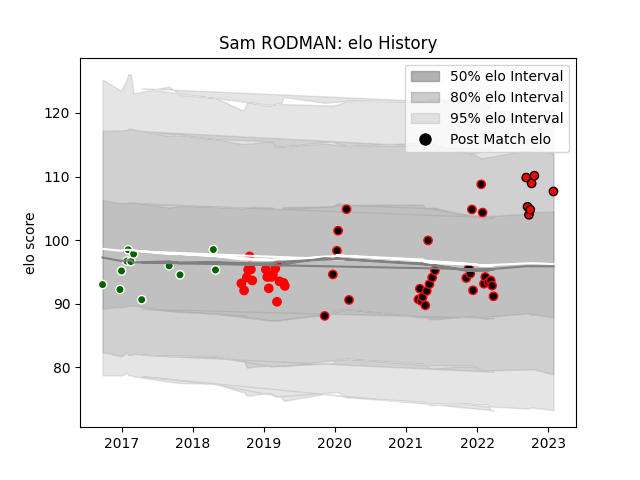 Sam RODMAN: elo History
50% elo Interval
80% elo Interval
95% elo Interval
Post Match elo
elo score
120
110
100
90
80
2017 2018 2019 2020 2021 2022 2023